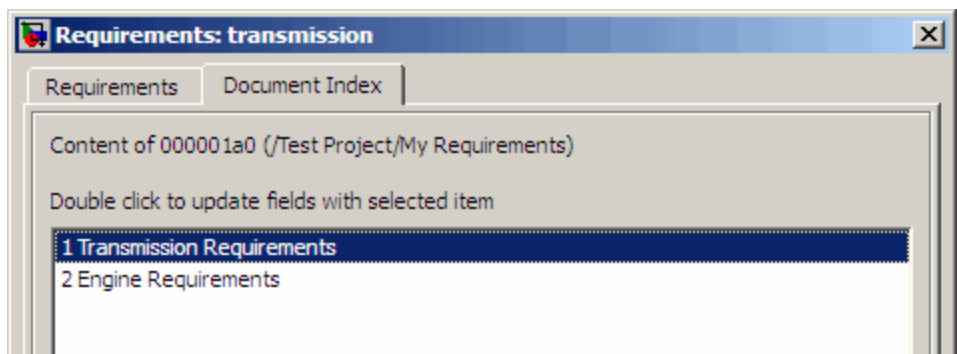 Requirements: transmission
Requirements Document Index
Content of 000001a0 (/Test Project/My Requirements)
Double click to update fields with selected item
1 Transmission Requirements
2 Engine Requirements